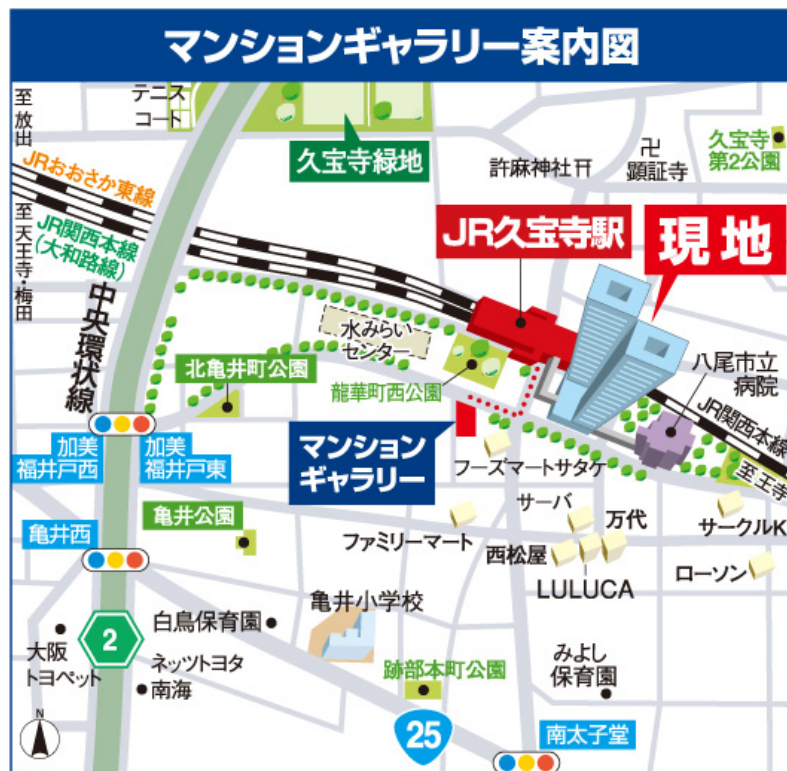 マンションギャラリー案内図
至放出
テニス
コート
久宝寺緑地
許麻神社
卍
顕証寺
久宝寺
第2公園
JRおおさか東線
至天王寺・梅田
JR関西本線
(大和路線)
中央環状線
JR久宝寺駅
現地
水みらい
センター
北亀井町公園
龍華町西公園
八尾市立
病院
JR関西本線
至王寺
加美
福井戸西
加美
福井戸東
マンション
ギャラリー
フーズマートサタケ
亀井西
亀井公園
ファミリーマート
サーバ
万代
西松屋
LULUCA
サークルK
ローソン
2
白鳥保育園
亀井小学校
大阪
トヨペット
ネッツトヨタ
南海
跡部本町公園
みよし
保育園
25
南太子堂
N